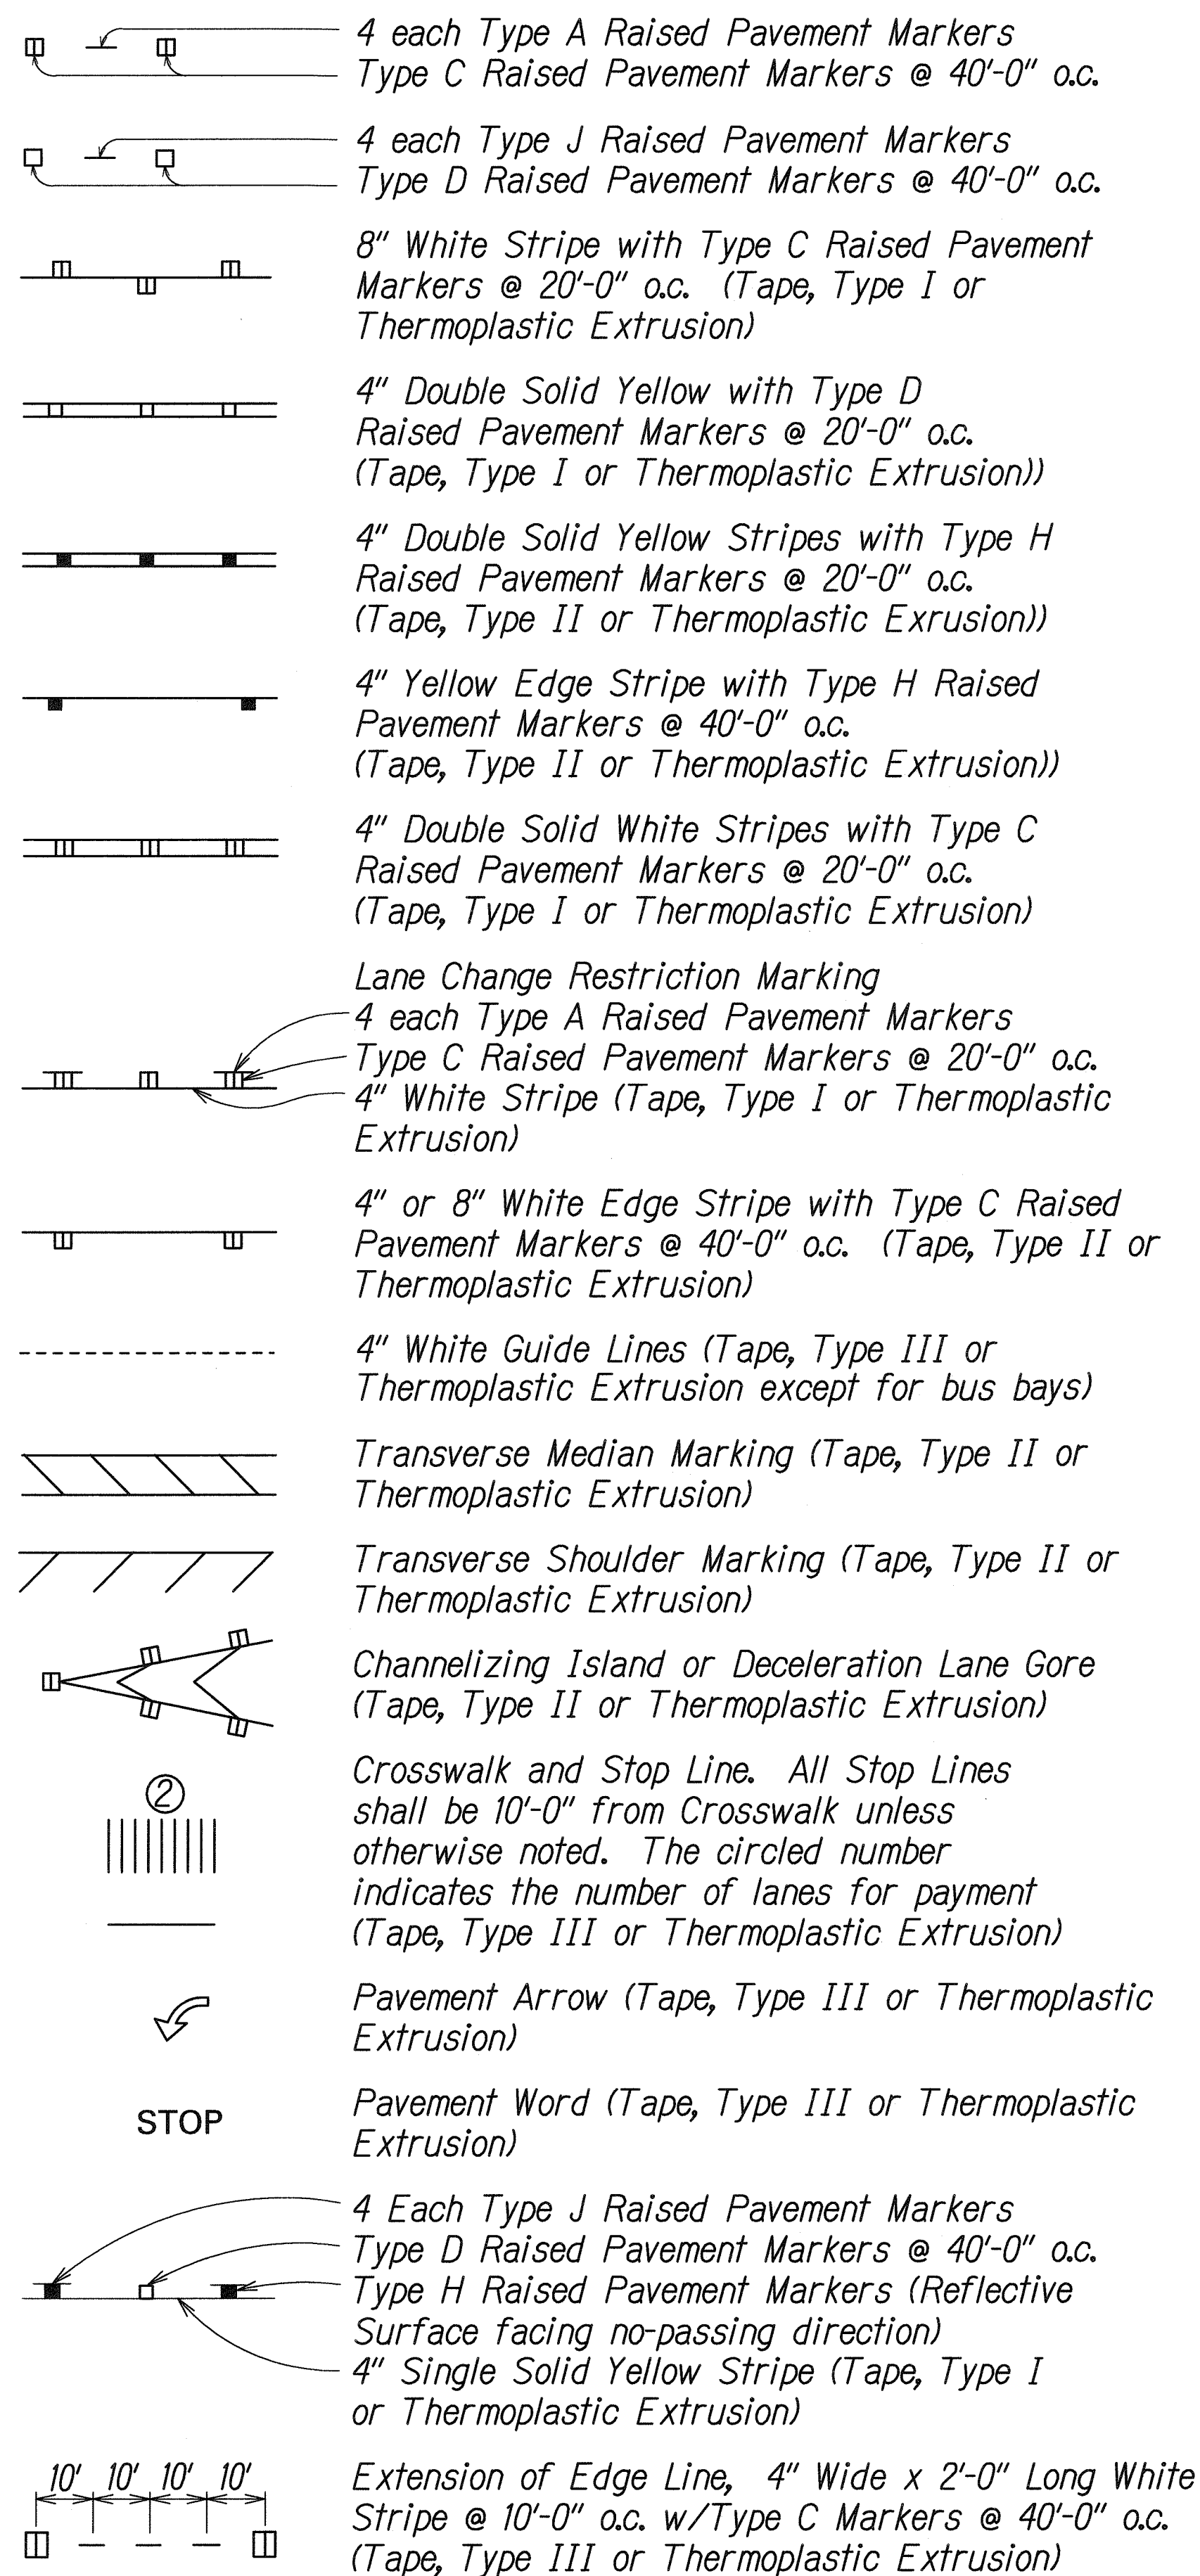 4 each Type A Raised Pavement Markers
Type C Raised Pavement Markers @ 40'-0" o.c.
4 each Type J Raised Pavement Markers
Type D Raised Pavement Markers @ 40'-0" o.c.
8" White Stripe with Type C Raised Pavement
Markers @ 20'-0" o.c. (Tape, Type I or
Thermoplastic Extrusion)
4" Double Solid Yellow with Type D
Raised Pavement Markers @ 20'-0" o.c.
(Tape, Type I or Thermoplastic Extrusion))
4" Double Solid Yellow Stripes with Type H
Raised Pavement Markers @ 20'-0" o.c.
(Tape, Type II or Thermoplastic Exrusion))
4" Yellow Edge Stripe with Type H Raised
Pavement Markers @ 40'-0" o.c.
(Tape, Type II or Thermoplastic Extrusion))
4" Double Solid White Stripes with Type C
Raised Pavement Markers @ 20'-0" o.c.
(Tape, Type I or Thermoplastic Extrusion)
Lane Change Restriction Marking
4 each Type A Raised Pavement Markers
Type C Raised Pavement Markers @ 20'-0" o.c.
4" White Stripe (Tape, Type I or Thermoplastic
Extrusion)
4" or 8" White Edge Stripe with Type C Raised
Pavement Markers @ 40'-0" o.c. (Tape, Type II or
Thermoplastic Extrusion)
4" White Guide Lines (Tape, Type III or
Thermoplastic Extrusion except for bus bays)
Transverse Median Marking (Tape, Type II or
Thermoplastic Extrusion)
Transverse Shoulder Marking (Tape, Type II or
Thermoplastic Extrusion)
Channelizing Island or Deceleration Lane Gore
(Tape, Type II or Thermoplastic Extrusion)
2
Crosswalk and Stop Line. All Stop Lines
shall be 10'-0" from Crosswalk unless
otherwise noted. The circled number
indicates the number of lanes for payment
(Tape, Type III or Thermoplastic Extrusion)
Pavement Arrow (Tape, Type III or Thermoplastic
Extrusion)
STOP
Pavement Word (Tape, Type III or Thermoplastic
Extrusion)
4 Each Type J Raised Pavement Markers
Type D Raised Pavement Markers @ 40'-0" o.c.
Type H Raised Pavement Markers (Reflective
Surface facing no-passing direction)
4" Single Solid Yellow Stripe (Tape, Type I
or Thermoplastic Extrusion)
10' 10' 10' 10'
Extension of Edge Line, 4" Wide x 2'-0" Long White
Stripe @ 10'-0" o.c. w/Type C Markers @ 40'-0" o.c.
(Tape, Type III or Thermoplastic Extrusion)